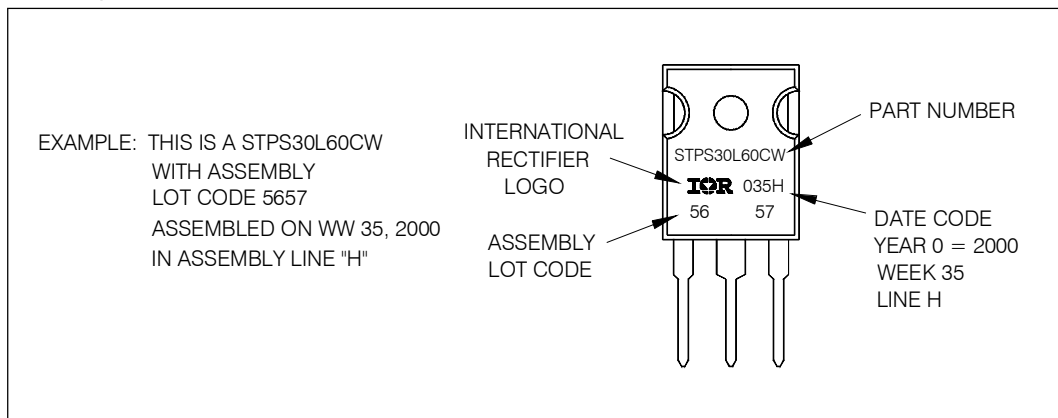 EXAMPLE: THIS IS A STPS30L60CW
WITH ASSEMBLY
LOT CODE 5657
ASSEMBLED ON WW 35, 2000
IN ASSEMBLY LINE "H"
INTERNATIONAL
RECTIFIER
LOGO
ASSEMBLY
LOT CODE
STPS30L60CW
IOR 035H
56 57
PART NUMBER
DATE CODE
YEAR 0 = 2000
WEEK 35
LINE H